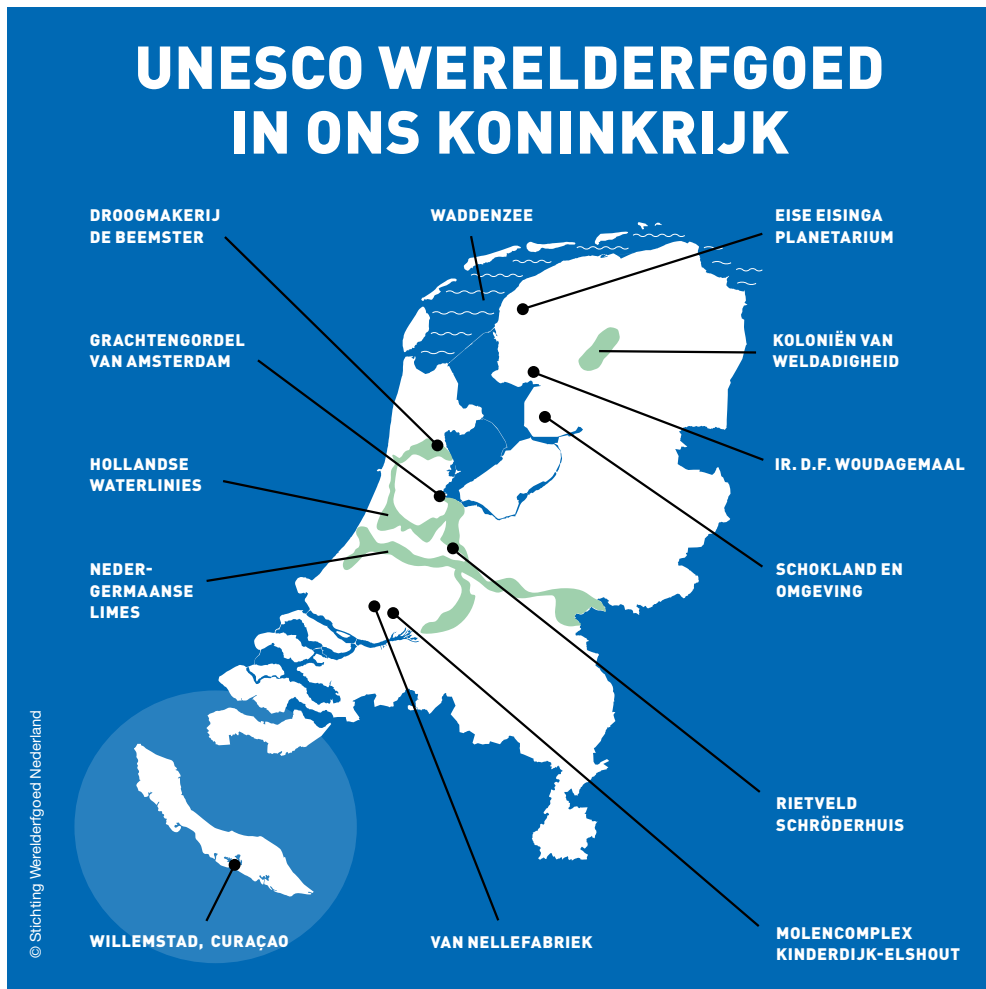 UNESCO WERELDERFGOED
IN ONS KONINKRIJK
DROOGMAKERIJ
DE BEEMSTER
WADDENZEE
EISE EISINGA
PLANETARIUM
GRACHTENGORDEL
VAN AMSTERDAM
KOLONIËN VAN
WELDADIGHEID
HOLLANDSE
WATERLINIES
IR. D.F. WOUDAGEMAAL
NEDER-
GERMAANSE
LIMES
SCHOKLAND EN
OMGEVING
RIETVELD
SCHRÖDERHUIS
WILLEMSTAD, CURAÇAO
VAN NELLEFABRIEK
MOLENCOMPLEX
KINDERDIJK-ELSHOUT
© Stichting Werelderfgoed Nederland